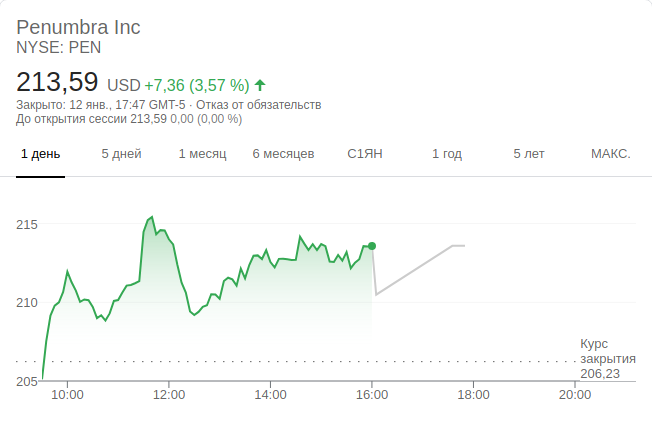 Penumbra Inc
NYSE: PEN
213,59 USD +7,36 (3,57 %)
Закрыто: 12 янв., 17:47 GMT-5 · Отказ от обязательств
До открытия сессии 213,59 0,00 (0,00 %)
1 день 5 дней 1 месяц 6 месяцев С1ЯН 1 год 5 лет МАКС.
215
210
Курс
закрытия
206,23
205
10:00 12:00 14:00 16:00 18:00 20:00